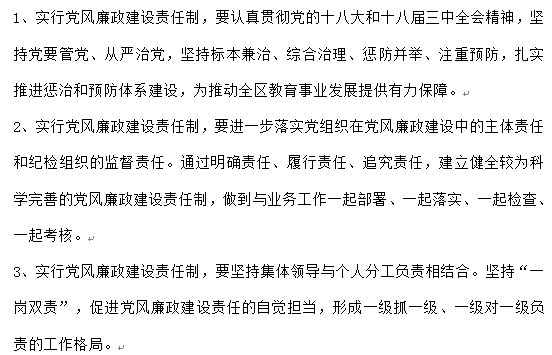 1、实行党风廉政建设责任制，要认真贯彻党的十八大和十八届三中全会精神，坚
持党要管党、从严治党，坚持标本兼治、综合治理、惩防并举、注重预防，扎实
推进惩治和预防体系建设，为推动全区教育事业发展提供有力保障。
2、实行党风廉政建设责任制，要进一步落实党组织在党风廉政建设中的主体责任
和纪检组织的监督责任。通过明确责任、履行责任、追究责任，建立健全较为科
学完善的党风廉政建设责任制，做到与业务工作一起部署、一起落实、一起检查、
一起考核。
3、实行党风廉政建设责任制，要坚持集体领导与个人分工负责相结合。坚持“一
岗双责”，促进党风廉政建设责任的自觉担当，形成一级抓一级、一级对一级负
责的工作格局。